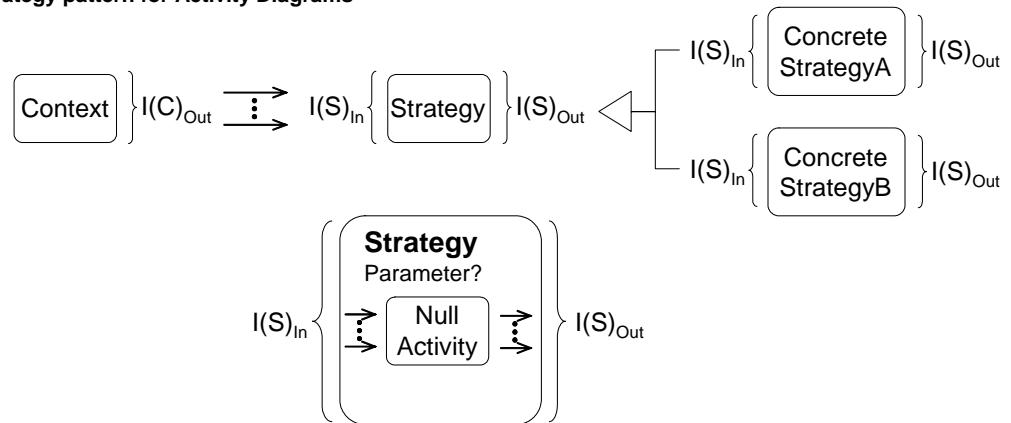 ategy pattern for Activity Diagrams
Context
I(C)Out
I(S)In
Strategy
I(S)Out
I(S)In
Concrete
StrategyA
I(S)Out
I(S)In
Concrete
StrategyB
I(S)Out
Strategy
Parameter?
I(S)In
Null
Activity
I(S)Out